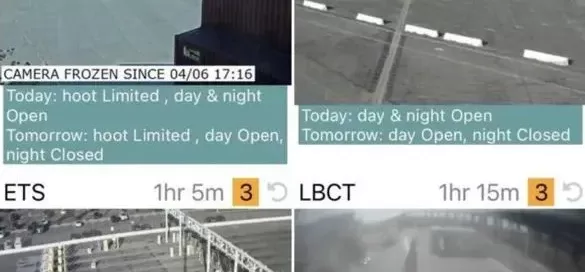 CAMERA FROZEN SINCE 04/06 17:16
Today: hoot Limited , day & night
Open
Tomorrow: hoot Limited , day Open,
night Closed
Today: day & night Open
Tomorrow: day Open, night Closed
ETS 1hr 5m 3
LBCT 1hr 15m 3